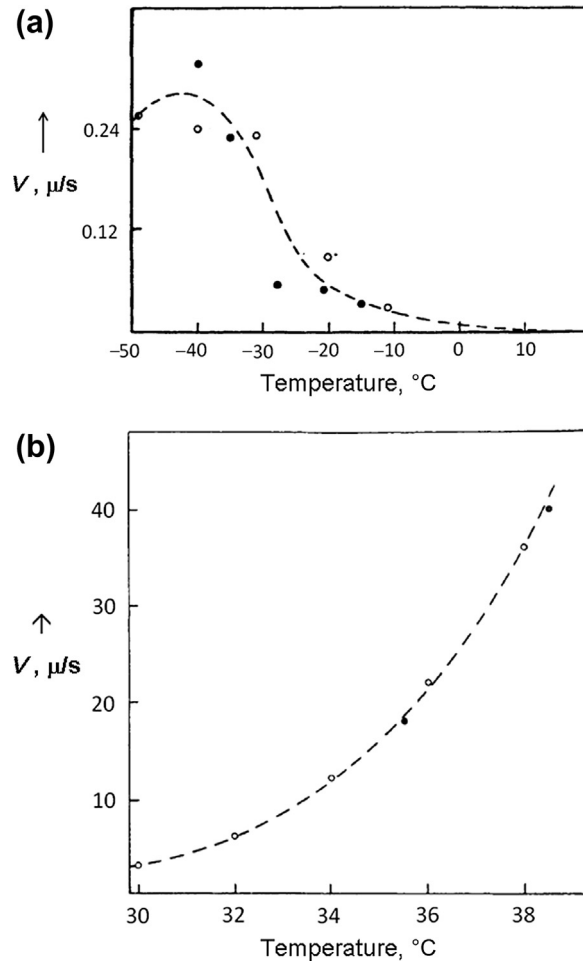 (a)
0.24
V, μ/s
0.12
–50 –40 –30 –20 –10 0 10
Temperature, °C
(b)
40
30
V, μ/s
20
10
30 32 34 36 38
Temperature, °C